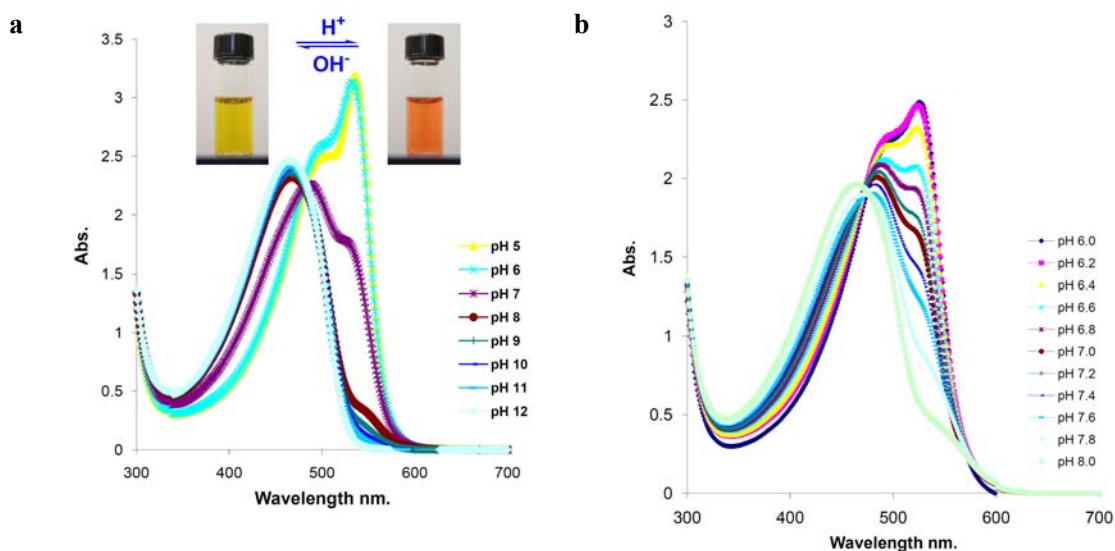 a
H+
OH-
Abs.
3.5
3
2.5
2
1.5
1
0.5
0
300 400 500 600 700
Wavelength nm.
pH 5
pH 6
pH 7
pH 8
pH 9
pH 10
pH 11
pH 12
b
Abs.
3
2.5
2
1.5
1
0.5
0
300 400 500 600 700
Wavelength nm.
pH 6.0
pH 6.2
pH 6.4
pH 6.6
pH 6.8
pH 7.0
pH 7.2
pH 7.4
pH 7.6
pH 7.8
pH 8.0